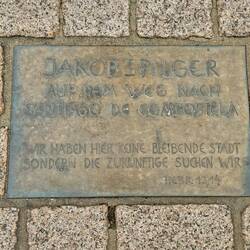 JAKOBSPILGER
AUF DEM WEG NACH
SANTIAGO DE COMPOSTELA
WIR HABEN HIER KEINE BLEIBENDE STADT
SONDERN DIE ZUKÜNFTIGE SUCHEN WIR
HEBR. 13,14